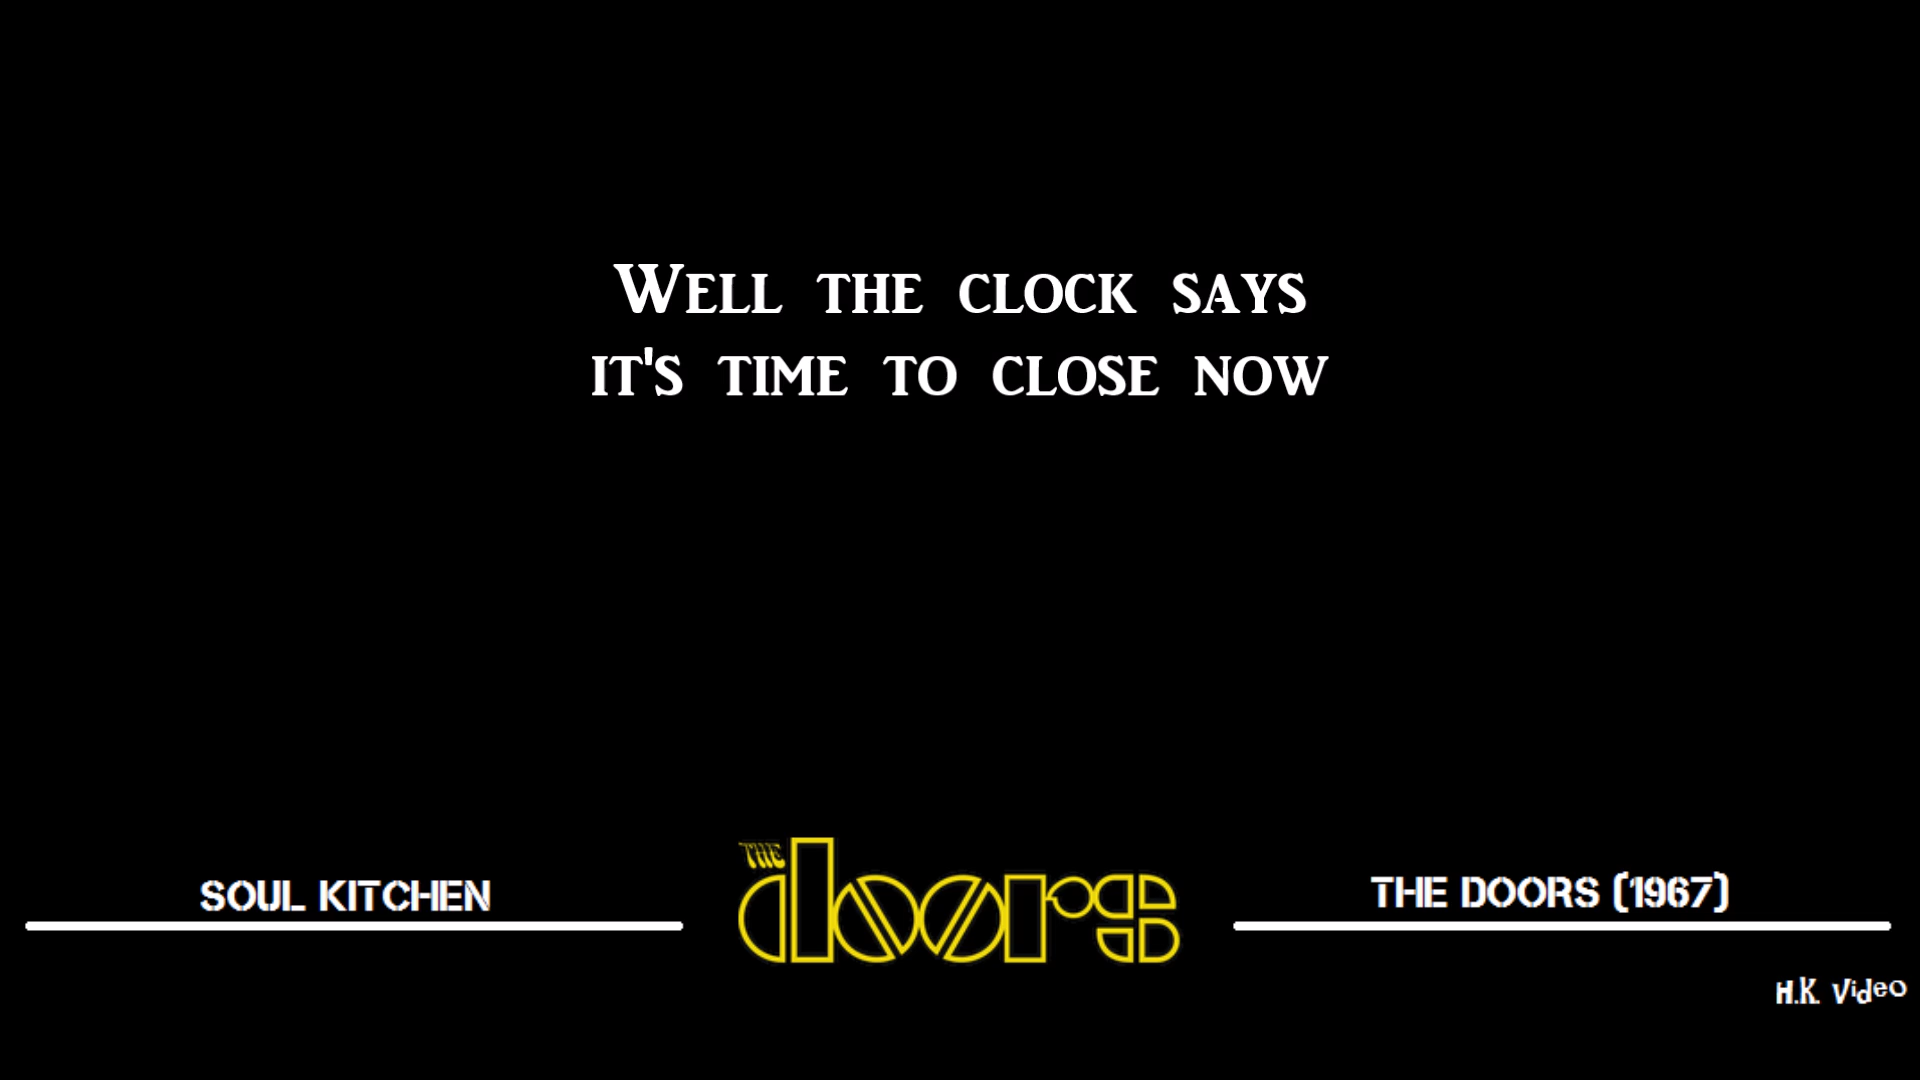 Well the clock says
it's time to close now
SOUL KITCHEN
THE doors
THE DOORS (1967)
H.K. Video